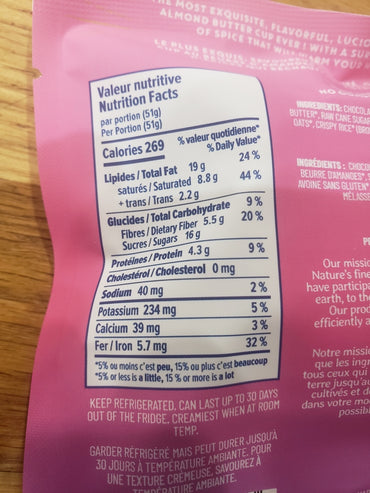 THE MOST EXQUISITE, FLAVORFUL, LUCIO
ALMOND BUTTER CUP EVER! WITH A SUR
OF SPICE THAT WILL WARM YOUR
LE PLUS EXQUIS,
Valeur nutritive
Nutrition Facts
par portion (51g)
Per Portion (51g)
Calories 269
% valeur quotidienne*
% Daily Value*
Lipides / Total Fat 19 g 24 %
saturés / Saturated 8.8 g 44 %
+ trans / Trans 2.2 g
Glucides / Total Carbohydrate 9 %
Fibres / Dietary Fiber 5.5 g 20 %
Sucres / Sugars 16 g
Protéines / Protein 4.3 g 9 %
Cholestérol / Cholesterol 0 mg
Sodium 40 mg 2 %
Potassium 234 mg 5 %
Calcium 39 mg 3 %
Fer / Iron 5.7 mg 32 %
*5% ou moins c'est peu, 15% ou plus c'est beaucoup
*5% or less is a little, 15 % or more is a lot
KEEP REFRIGERATED. CAN LAST UP TO 30 DAYS
OUT OF THE FRIDGE. CREAMIEST WHEN AT ROOM
TEMP.
GARDER RÉFRIGÉRÉ MAIS PEUT DURER JUSQU'À
30 JOURS À TEMPÉRATURE AMBIANTE. POUR
UNE TEXTURE CRÉMEUSE, SAVOUREZ À
TEMPÉRATURE AMBIANTE.
INGREDIENTS: CHOCOLA
BUTTER*, RAW CANE SUGAR
OATS*, CRISPY RICE* (BRO
INGRÉDIENTS: CHOCO
BEURRE D'AMANDES*, S
AVOINE SANS GLUTEN*
MÉLASSE
Our missio
Nature's fine
have participa
earth, to th
Our proc
efficiently a
Notre missi
que les ingr
tous ceux qui
terre jusqu'au
cultivés et d
dans votre mo
possibl